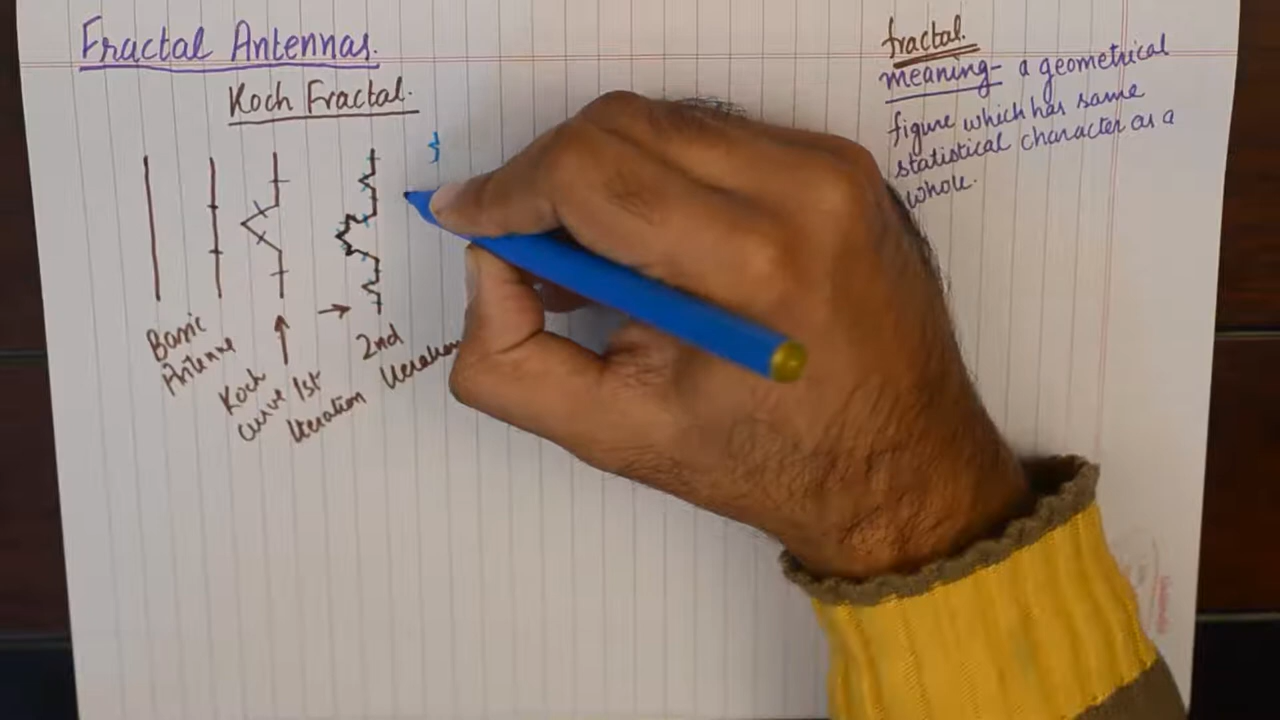 Fractal Antennas.
Koch Fractal.
fractal.
meaning- a geometrical
figure which has same
statistical character as a
whole.
Basic
Antenne
Koch
curve 1st
Iteration
2nd
Iteration